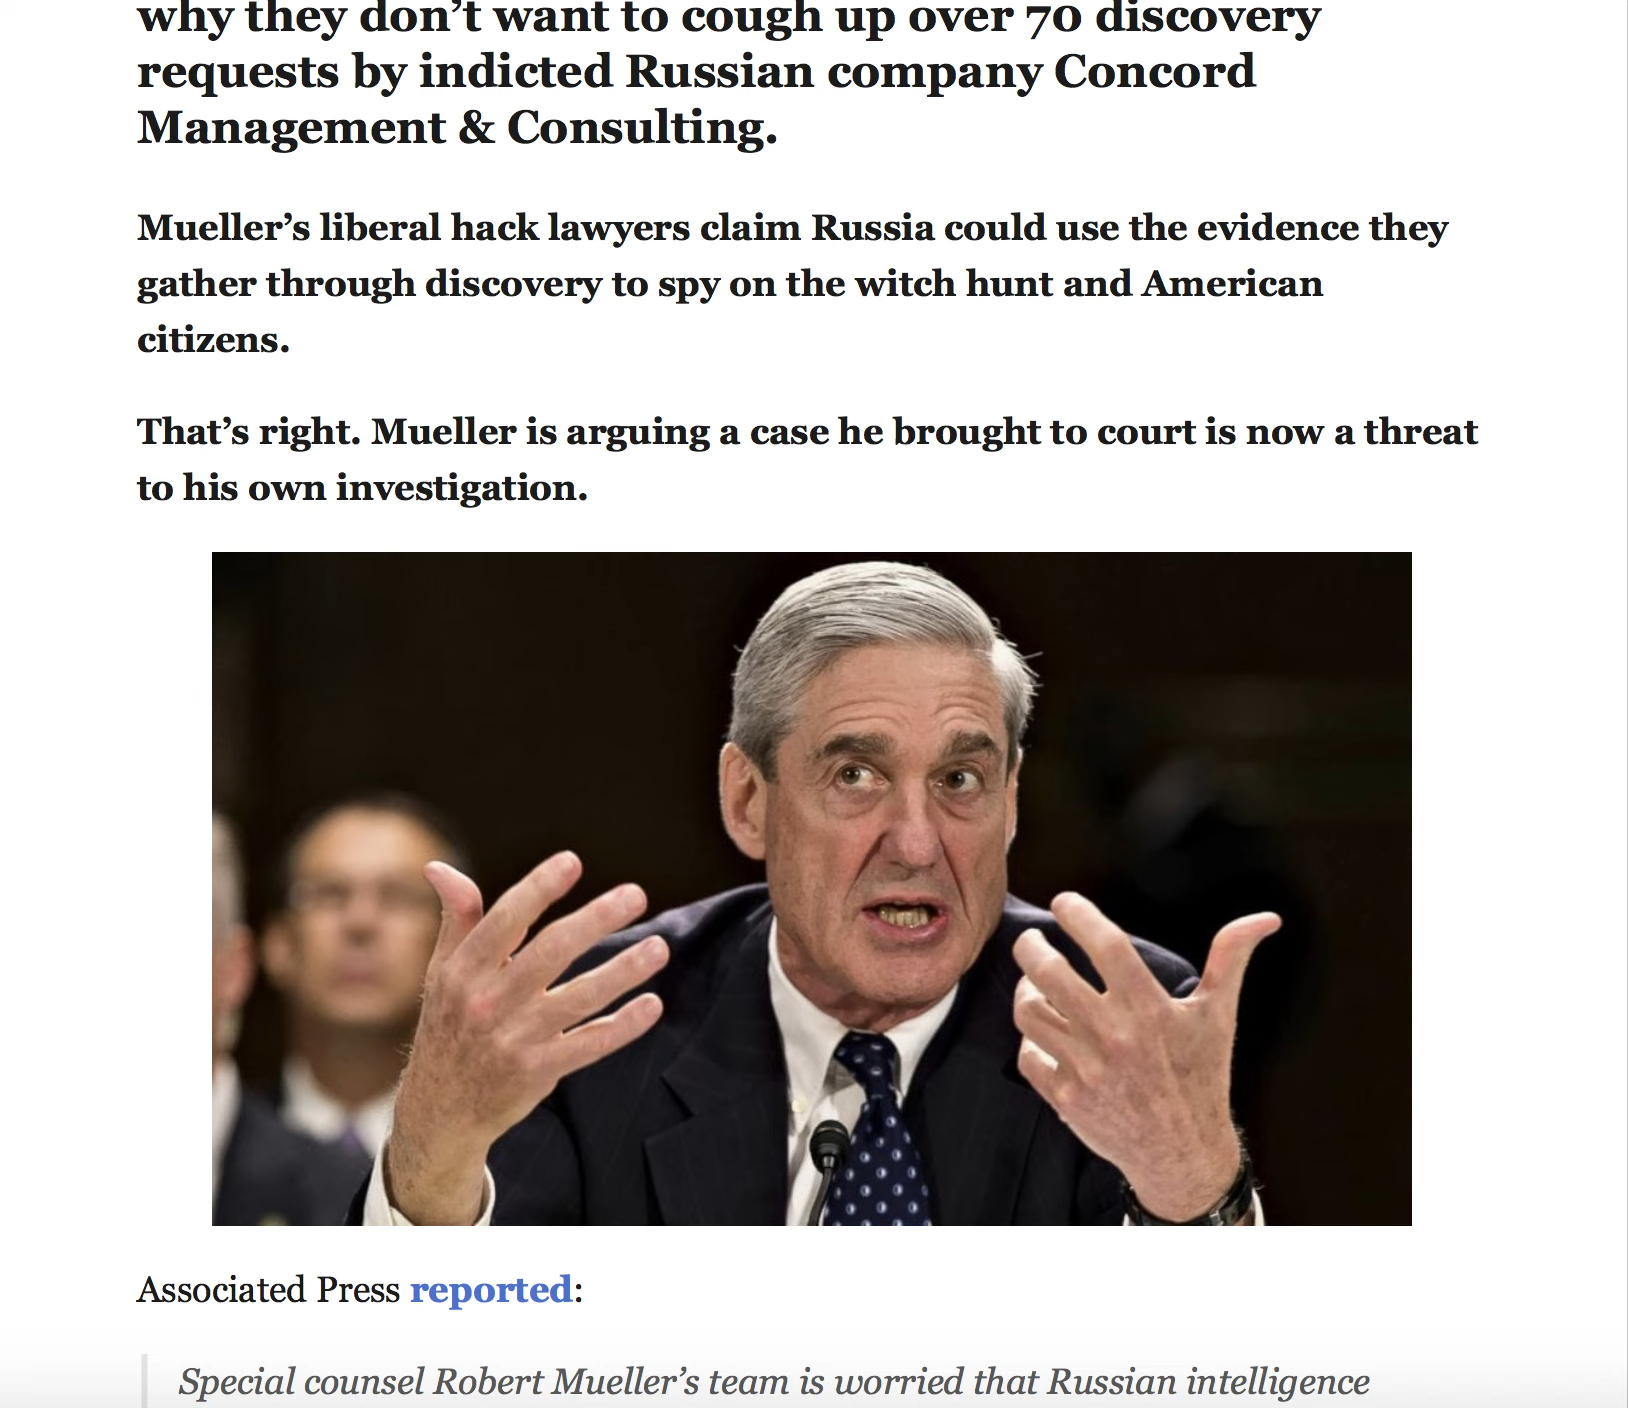 why they don’t want to cough up over 70 discovery
requests by indicted Russian company Concord
Management & Consulting.
Mueller’s liberal hack lawyers claim Russia could use the evidence they
gather through discovery to spy on the witch hunt and American
citizens.
That’s right. Mueller is arguing a case he brought to court is now a threat
to his own investigation.
Associated Press reported:
Special counsel Robert Mueller’s team is worried that Russian intelligence